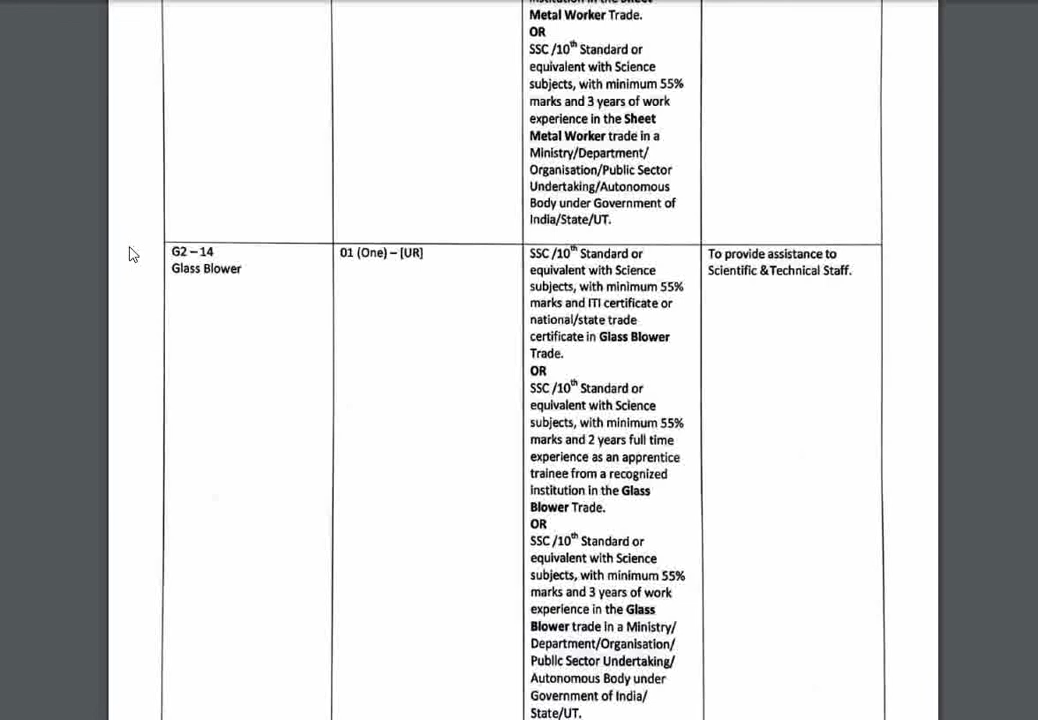 Metal Worker Trade.
OR
SSC /10th Standard or
equivalent with Science
subjects, with minimum 55%
marks and 3 years of work
experience in the Sheet
Metal Worker trade in a
Ministry/Department/
Organisation/Public Sector
Undertaking/Autonomous
Body under Government of
India/State/UT.
G2 – 14
Glass Blower
01 (One) – [UR]
SSC /10th Standard or
equivalent with Science
subjects, with minimum 55%
marks and ITI certificate or
national/state trade
certificate in Glass Blower
Trade.
OR
SSC /10th Standard or
equivalent with Science
subjects, with minimum 55%
marks and 2 years full time
experience as an apprentice
trainee from a recognized
institution in the Glass
Blower Trade.
OR
SSC /10th Standard or
equivalent with Science
subjects, with minimum 55%
marks and 3 years of work
experience in the Glass
Blower trade in a Ministry/
Department/Organisation/
Public Sector Undertaking/
Autonomous Body under
Government of India/
State/UT.
To provide assistance to
Scientific &Technical Staff.